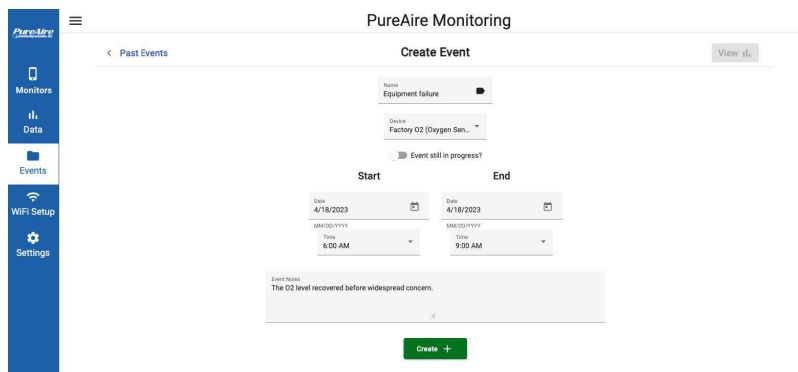 PureAire
PureAire Monitoring
Past Events
Create Event
View
Monitors
Data
Events
WiFi Setup
Settings
Name
Equipment failure
Device
Factory O2 (Oxygen Sen...
Event still in progress?
Start
End
Date
4/18/2023
MM/DD/YYYY
Time
6:00 AM
Date
4/18/2023
MM/DD/YYYY
Time
9:00 AM
Event Notes
The O2 level recovered before widespread concern.
Create